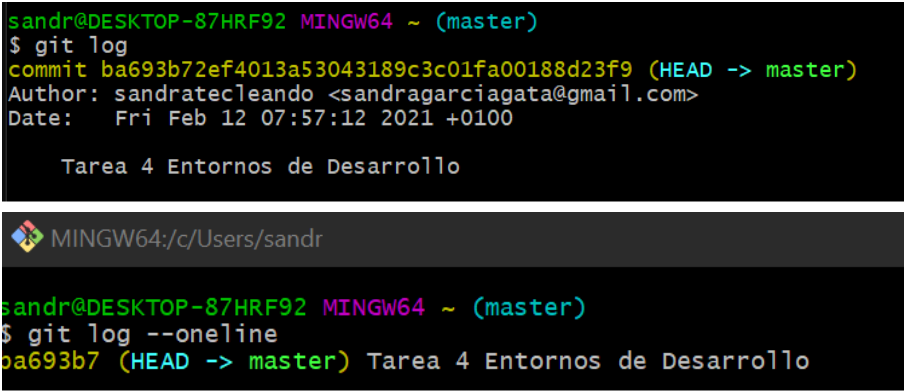 sandr@DESKTOP-87HRF92 MINGW64 ~ (master)
$ git log
commit ba693b72ef4013a53043189c3c01fa00188d23f9 (HEAD -> master)
Author: sandratecleando <sandragarciagata@gmail.com>
Date:   Fri Feb 12 07:57:12 2021 +0100
    Tarea 4 Entornos de Desarrollo
MINGW64:/c/Users/sandr
sandr@DESKTOP-87HRF92 MINGW64 ~ (master)
$ git log --oneline
ba693b7 (HEAD -> master) Tarea 4 Entornos de Desarrollo